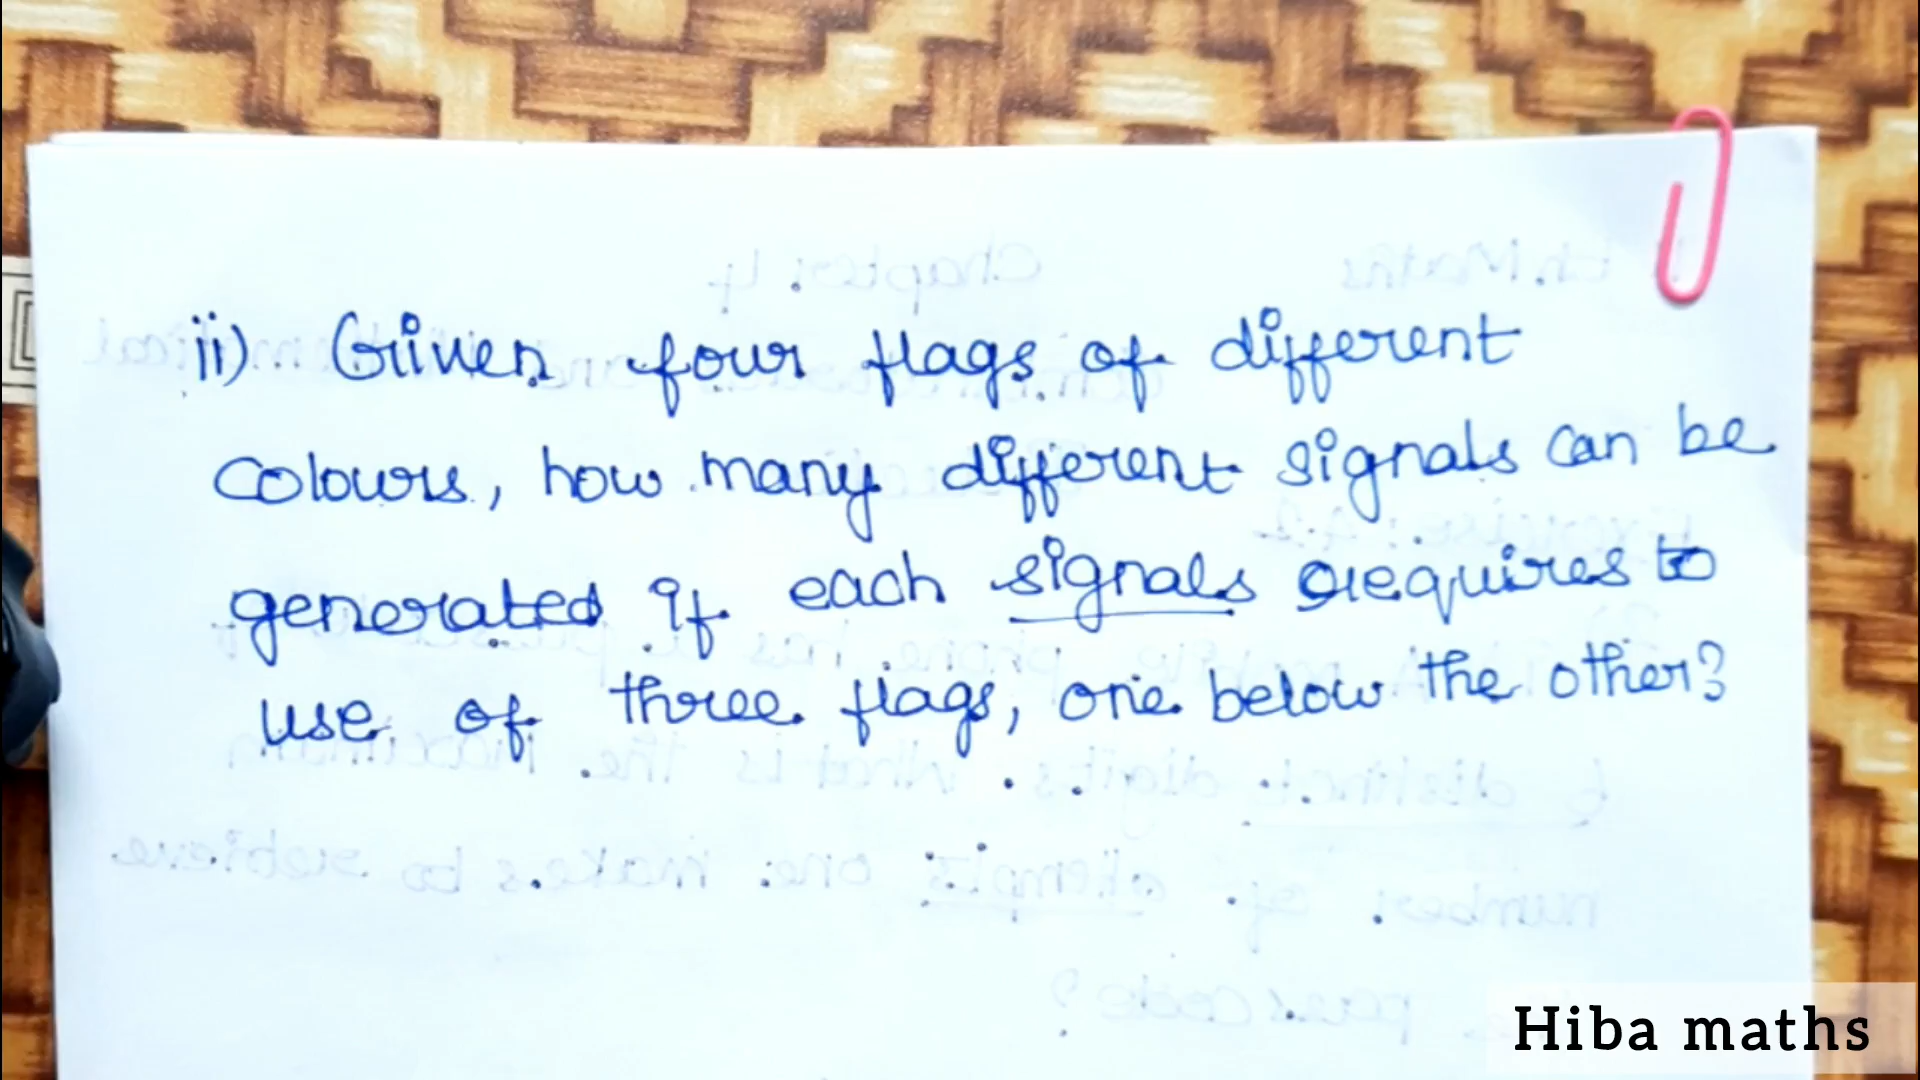 ii) Given four flags of different
colours, how many different signals can be
generated if each signals requires to
use of three flags, one below the other?
Hiba maths